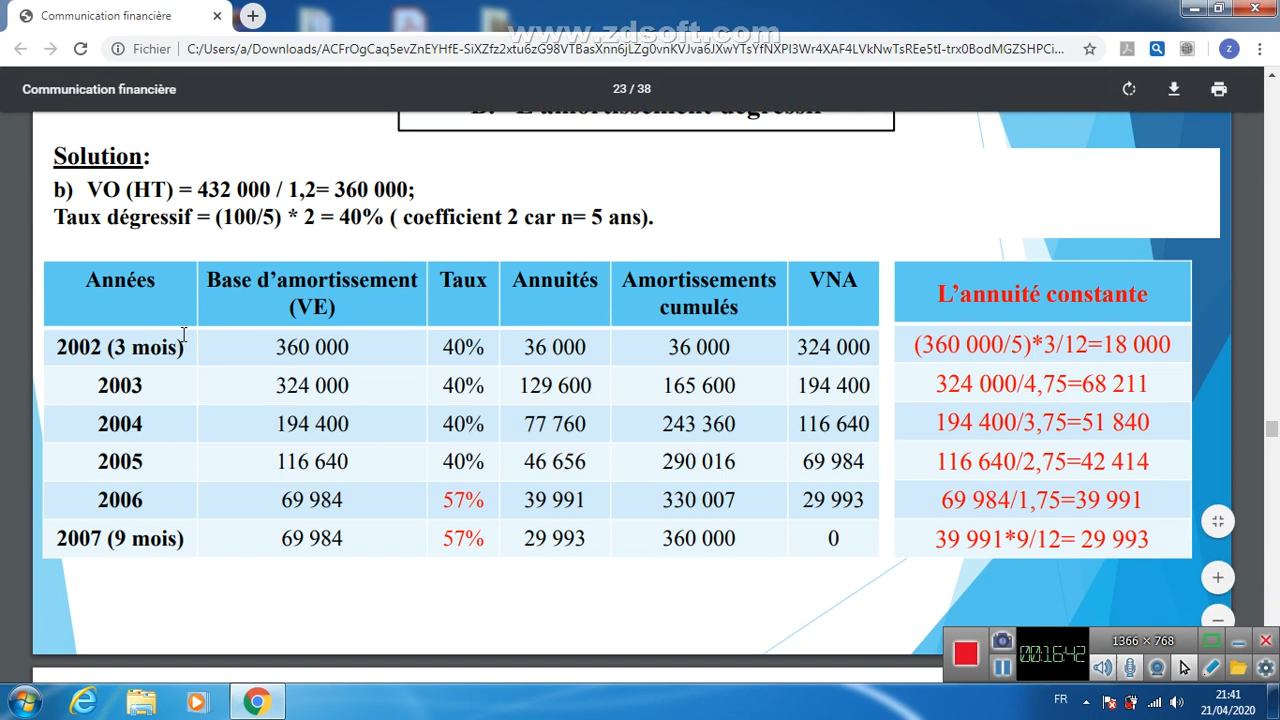 Communication financière
www.zdsoft.com
Fichier
C:/Users/a/Downloads/ACFrOgCaq5evZnEYHfE-SiXZfz2xtu6zG98VTBasXnn6jLZg0vnKVJva6JXwYTsYfNXPI3Wr4XAF4LVkNwTsREe5tI-trx0BodMGZSHPCi...
z
Communication financière
23 / 38
B. L'amortissement dégressif
Solution:
b) VO (HT) = 432 000 / 1,2= 360 000;
Taux dégressif = (100/5) * 2 = 40% ( coefficient 2 car n= 5 ans).
Années Base d'amortissement (VE) Taux Annuités Amortissements cumulés VNA L'annuité constante
2002 (3 mois) 360 000 40% 36 000 36 000 324 000 (360 000/5)*3/12=18 000
2003 324 000 40% 129 600 165 600 194 400 324 000/4,75=68 211
2004 194 400 40% 77 760 243 360 116 640 194 400/3,75=51 840
2005 116 640 40% 46 656 290 016 69 984 116 640/2,75=42 414
2006 69 984 57% 39 991 330 007 29 993 69 984/1,75=39 991
2007 (9 mois) 69 984 57% 29 993 360 000 0 39 991*9/12= 29 993
00:16:42
1366 × 768
FR
21:41
21/04/2020